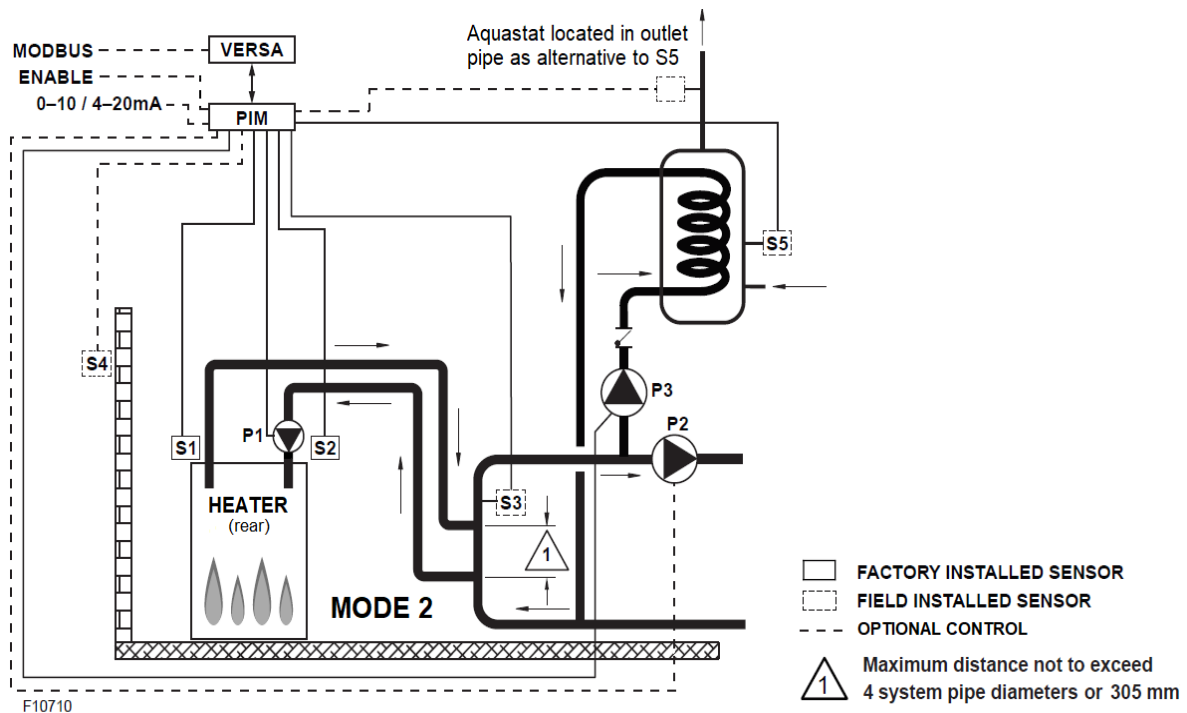 MODBUS
VERSA
ENABLE
0–10 / 4–20mA
PIM
Aquastat located in outlet
pipe as alternative to S5
S5
S4
P3
P2
P1
S1
S2
S3
HEATER
(rear)
1
MODE 2
FACTORY INSTALLED SENSOR
FIELD INSTALLED SENSOR
OPTIONAL CONTROL
1
Maximum distance not to exceed
4 system pipe diameters or 305 mm
F10710